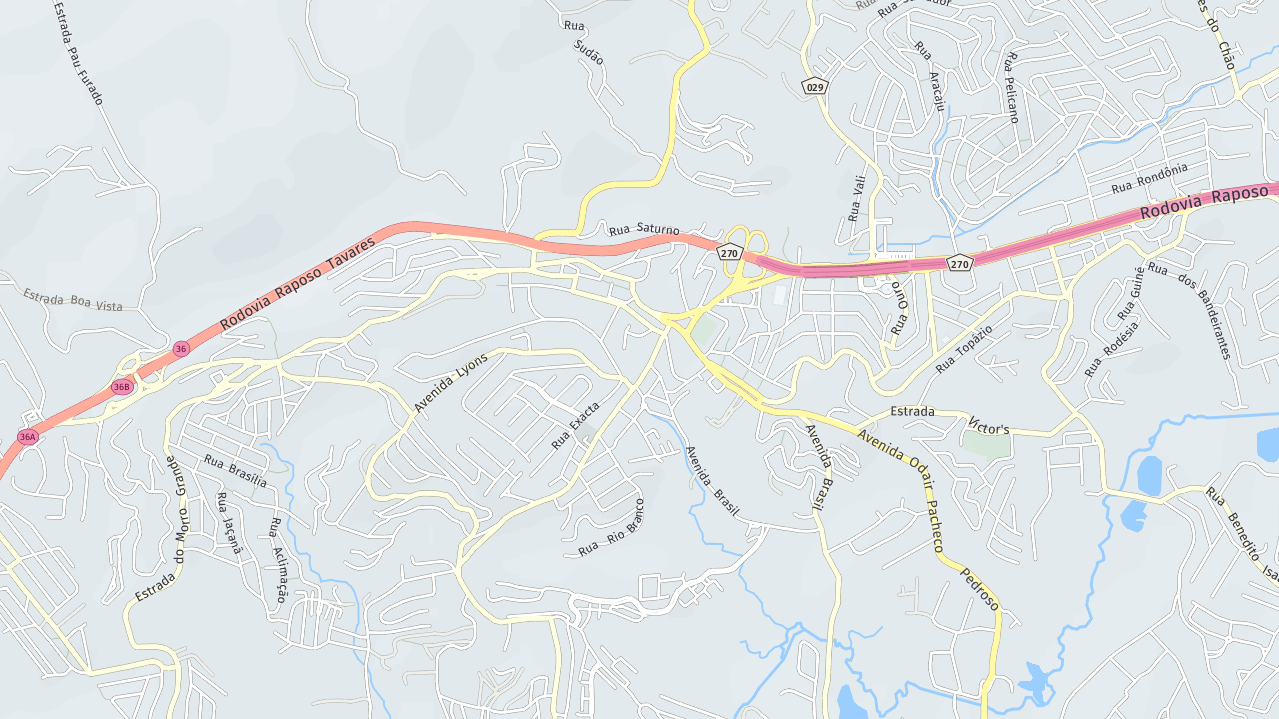 Estrada Pau-Furado
Rua
Sudão
029
Rua Aracaju
Rua Pelicano
Rua Vali
Rua Rondônia
Rodovia Raposo
Rua Saturno
270
270
Rodovia Raposo Tavares
Estrada Boa Vista
36
36B
36A
Rua Ouro
Rua Guiné
Rua dos Bandeirantes
Rua Rodésia
Rua Topázio
Avenida Lyons
Rua Exacta
Estrada
Victor's
Avenida Odair Pacheco
Pedroso
Avenida Brasil
Avenida Brasil
Rua Brasília
Rua Jaçanã
Rua Aclimação
Estrada do Morro Grande
Rua Rio Branco
Rua Benedito Isa
do Chão